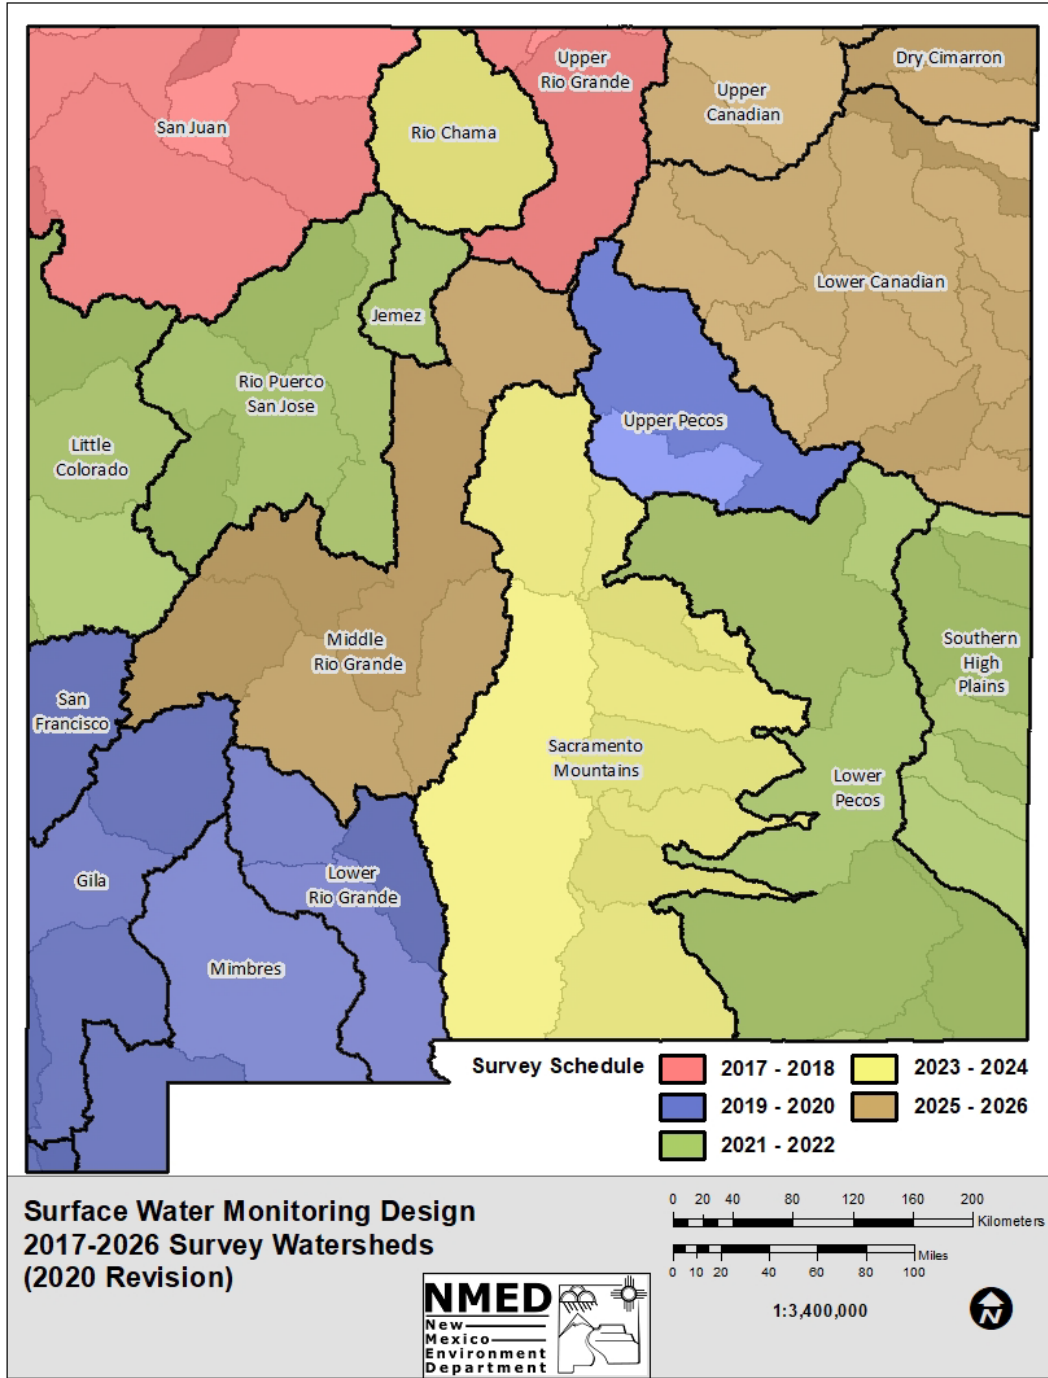 Upper
Rio Grande
Dry Cimarron
Upper
Canadian
San Juan
Rio Chama
Lower Canadian
Jemez
Rio Puerco
San Jose
Upper Pecos
Little
Colorado
Middle
Rio Grande
Southern
High
Plains
San
Francisco
Sacramento
Mountains
Lower
Pecos
Gila
Lower
Rio Grande
Mimbres
Survey Schedule
2017 - 2018
2019 - 2020
2021 - 2022
2023 - 2024
2025 - 2026
Surface Water Monitoring Design
2017-2026 Survey Watersheds
(2020 Revision)
0 20 40 80 120 160 200
Kilometers
Miles
0 10 20 40 60 80 100
1:3,400,000
N
NMED
New
Mexico
Environment
Department